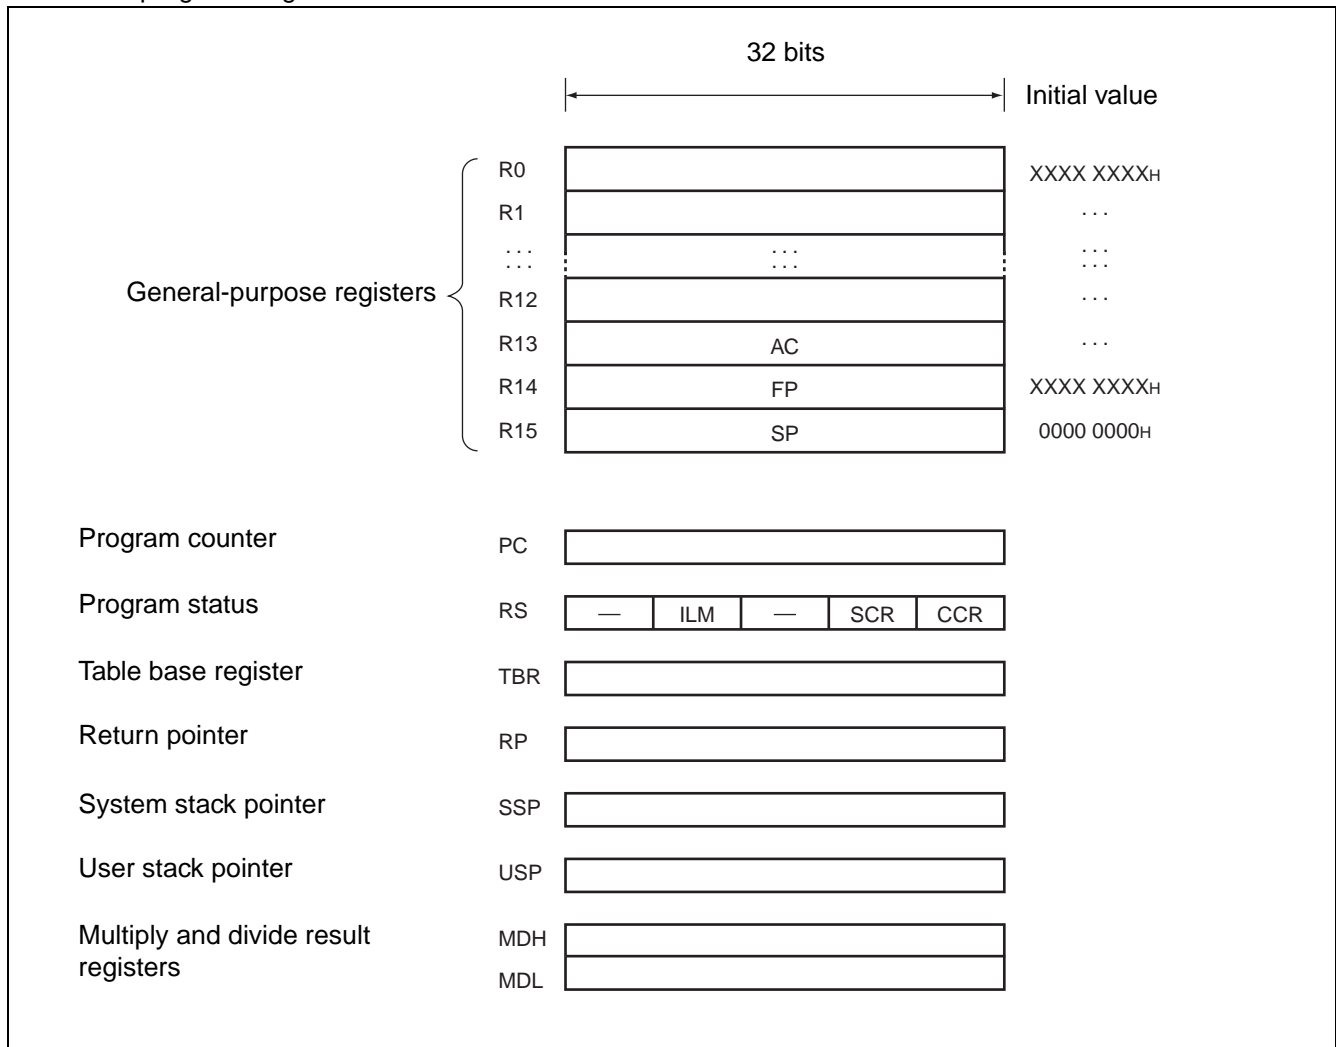 32 bits
Initial value
R0 XXXX XXXXH
R1 ...
... ... ...
... ... ...
General-purpose registers R12 ...
R13 AC ...
R14 FP XXXX XXXXH
R15 SP 0000 0000H
Program counter PC
Program status RS — ILM — SCR CCR
Table base register TBR
Return pointer RP
System stack pointer SSP
User stack pointer USP
Multiply and divide result MDH
registers MDL